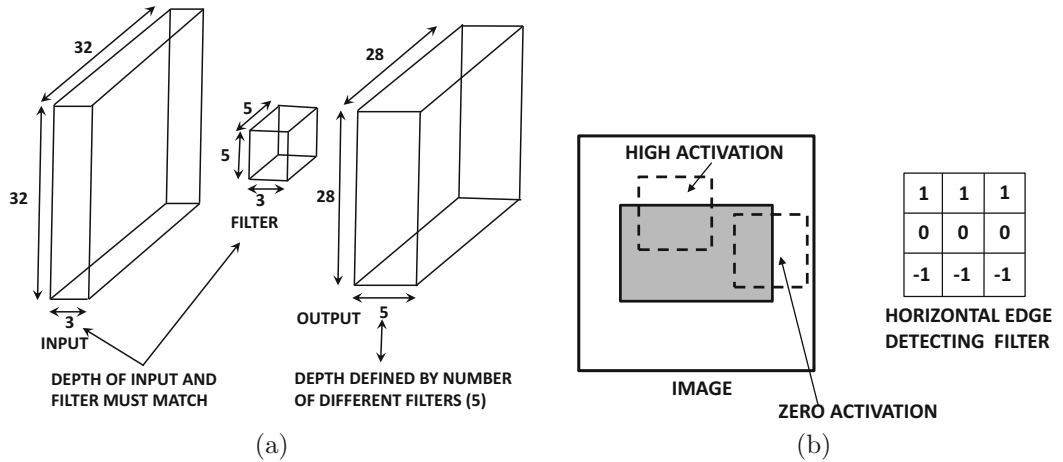 32
32
3
INPUT
5
5
3
FILTER
28
28
5
OUTPUT
DEPTH OF INPUT AND
FILTER MUST MATCH
DEPTH DEFINED BY NUMBER
OF DIFFERENT FILTERS (5)
(a)
HIGH ACTIVATION
IMAGE
ZERO ACTIVATION
1 1 1
0 0 0
-1 -1 -1
HORIZONTAL EDGE
DETECTING FILTER
(b)